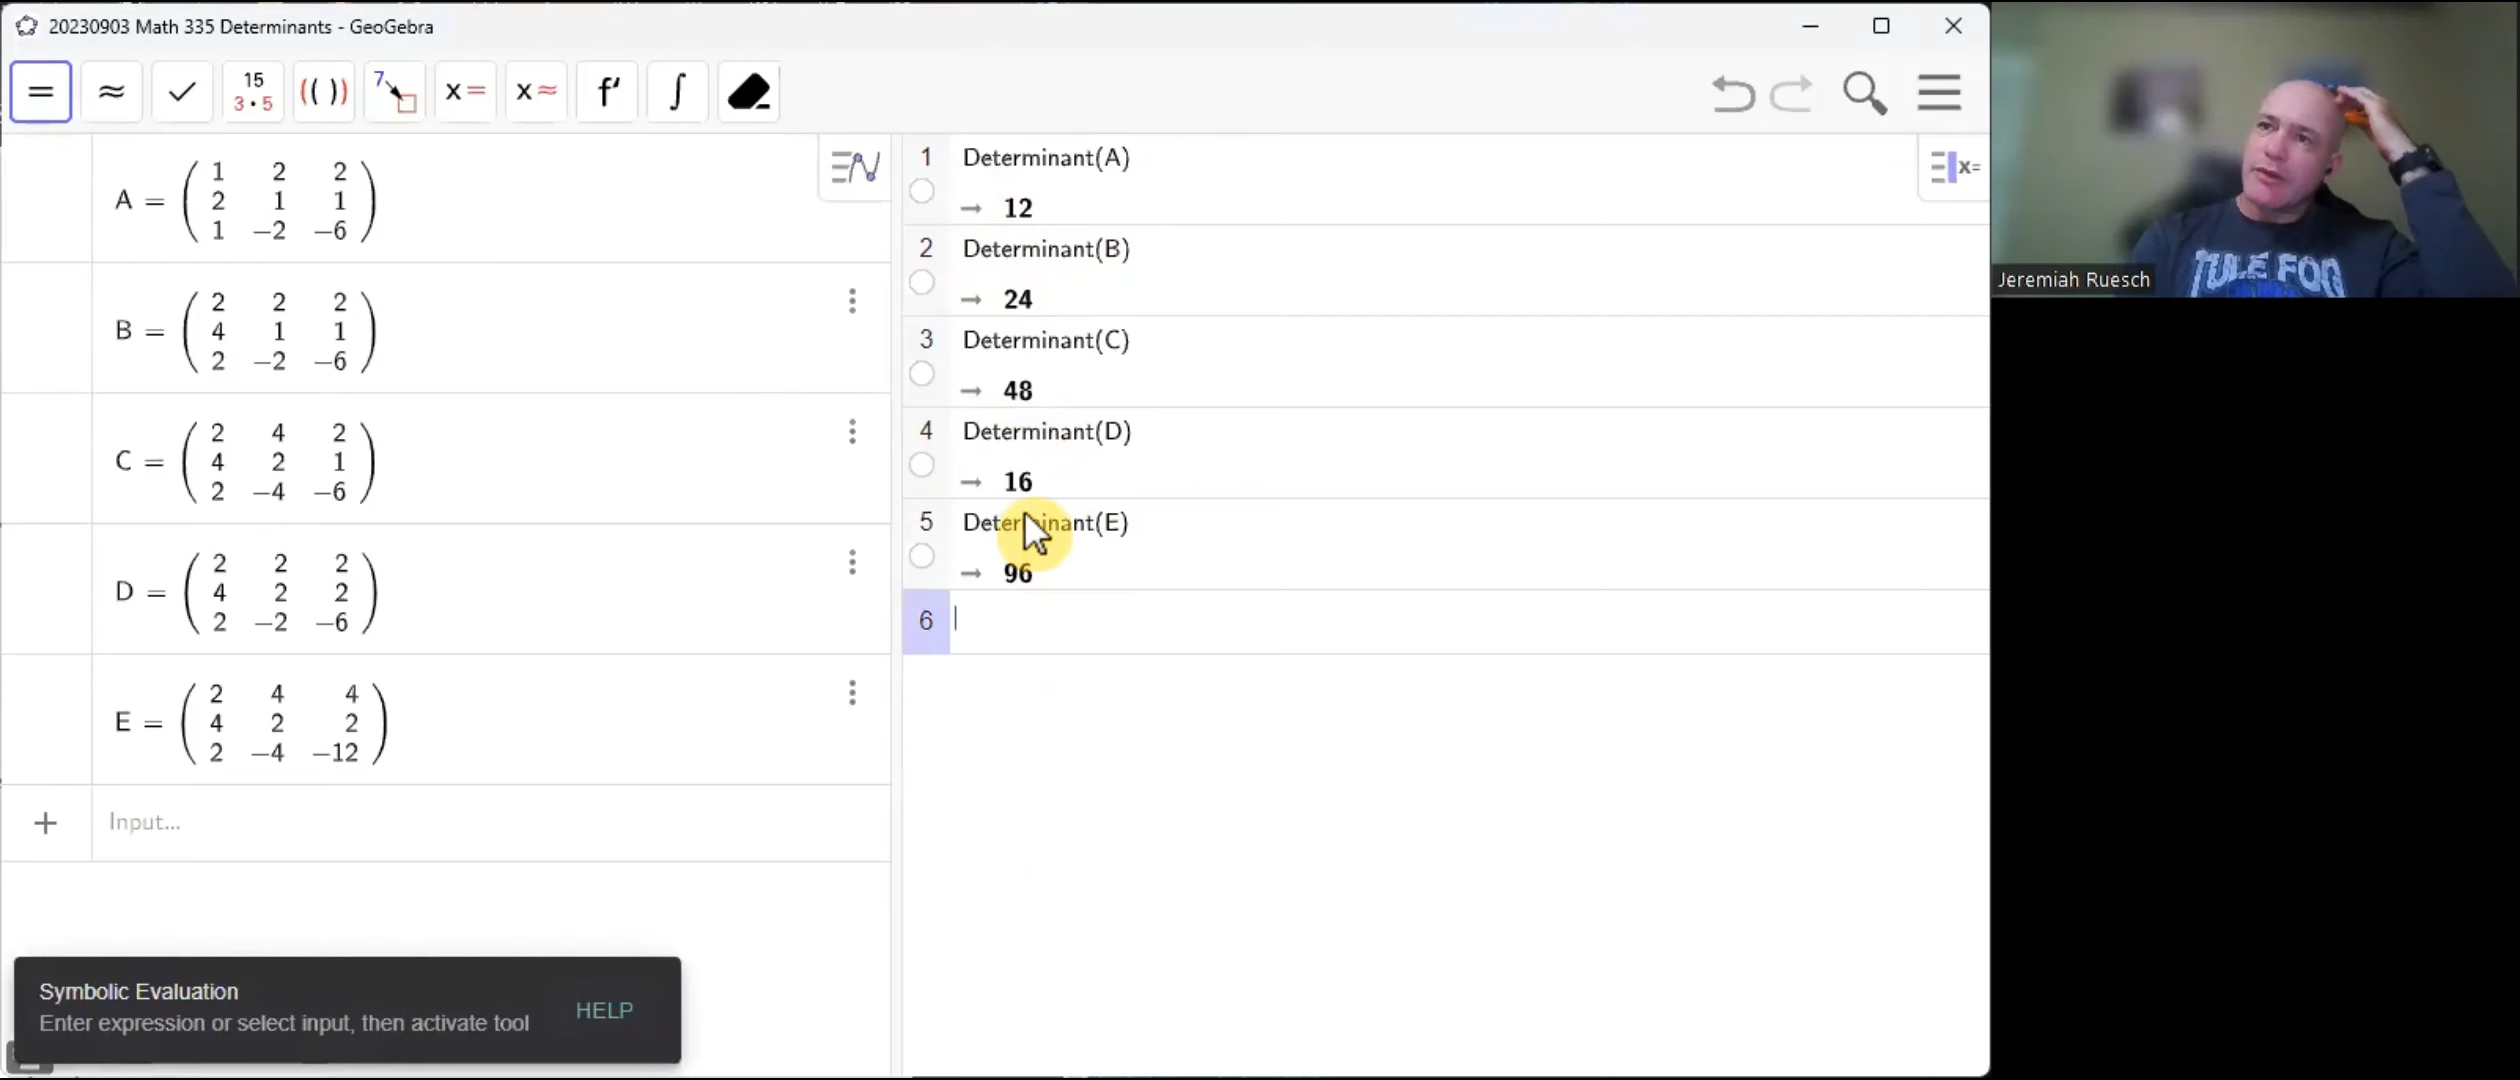 20230903 Math 335 Determinants - GeoGebra
= ≈ ✓ 15 3 • 5 (( )) 7 x = x ≈ f′ ∫
A = ( 1 2 2
2 1 1
1 −2 −6 )
B = ( 2 2 2
4 1 1
2 −2 −6 )
C = ( 2 4 2
4 2 1
2 −4 −6 )
D = ( 2 2 2
4 2 2
2 −2 −6 )
E = ( 2 4 4
4 2 2
2 −4 −12 )
+ Input...
Symbolic Evaluation
Enter expression or select input, then activate tool
HELP
x=
1 Determinant(A)
→ 12
2 Determinant(B)
→ 24
3 Determinant(C)
→ 48
4 Determinant(D)
→ 16
5 Determinant(E)
→ 96
6
TULE FOG
Jeremiah Ruesch